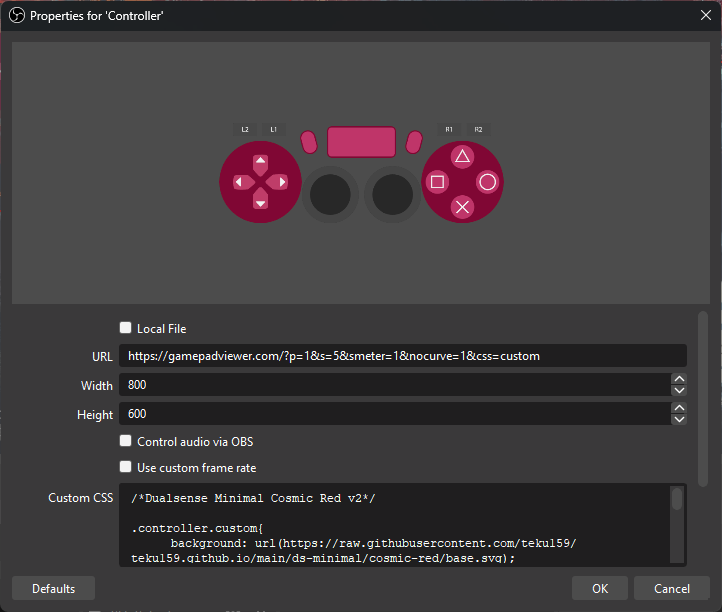 Properties for 'Controller'
L2 L1 R1 R2
Local File
URL https://gamepadviewer.com/?p=1&s=5&smeter=1&nocurve=1&css=custom
Width 800
Height 600
Control audio via OBS
Use custom frame rate
Custom CSS /*Dualsense Minimal Cosmic Red v2*/
.controller.custom{
background: url(https://raw.githubusercontent.com/tekul59/
tekul59.github.io/main/ds-minimal/cosmic-red/base.svg);
Defaults OK Cancel